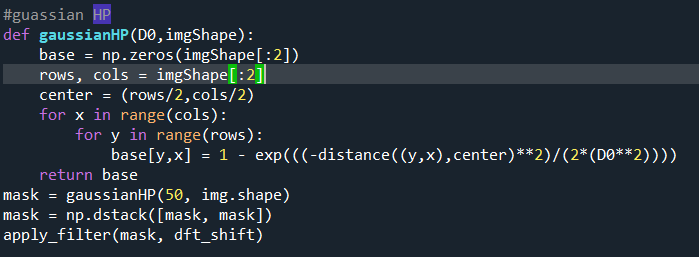 #guassian HP
def gaussianHP(D0,imgShape):
    base = np.zeros(imgShape[:2])
    rows, cols = imgShape[:2]
    center = (rows/2,cols/2)
    for x in range(cols):
        for y in range(rows):
            base[y,x] = 1 - exp(((-distance((y,x),center)**2)/(2*(D0**2))))
    return base
mask = gaussianHP(50, img.shape)
mask = np.dstack([mask, mask])
apply_filter(mask, dft_shift)